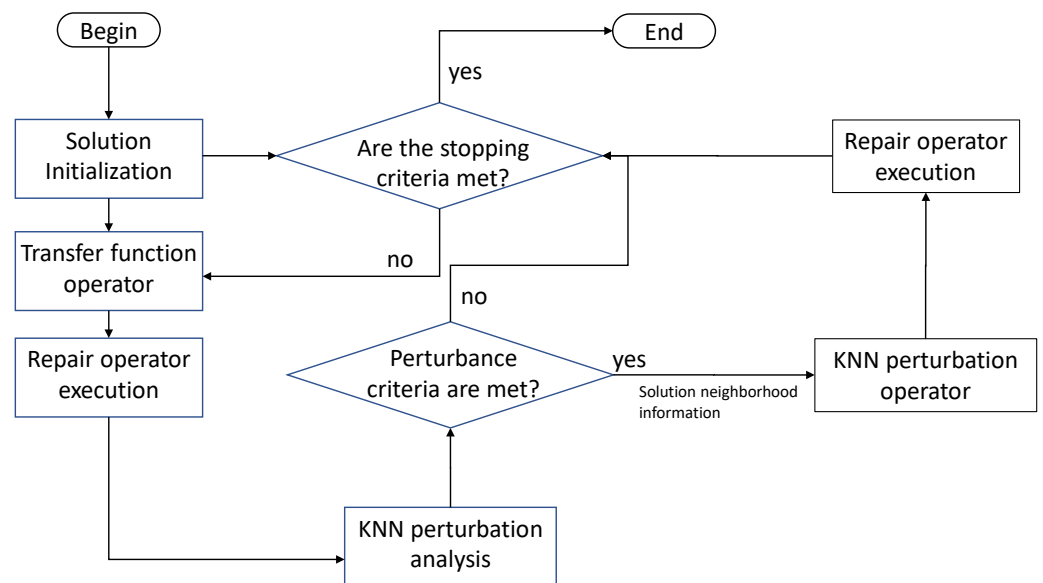 Begin
End
yes
Solution
Initialization
Are the stopping
criteria met?
Repair operator
execution
Transfer function
operator
no
no
Repair operator
execution
Perturbance
criteria are met?
yes
Solution neighborhood
information
KNN perturbation
operator
KNN perturbation
analysis